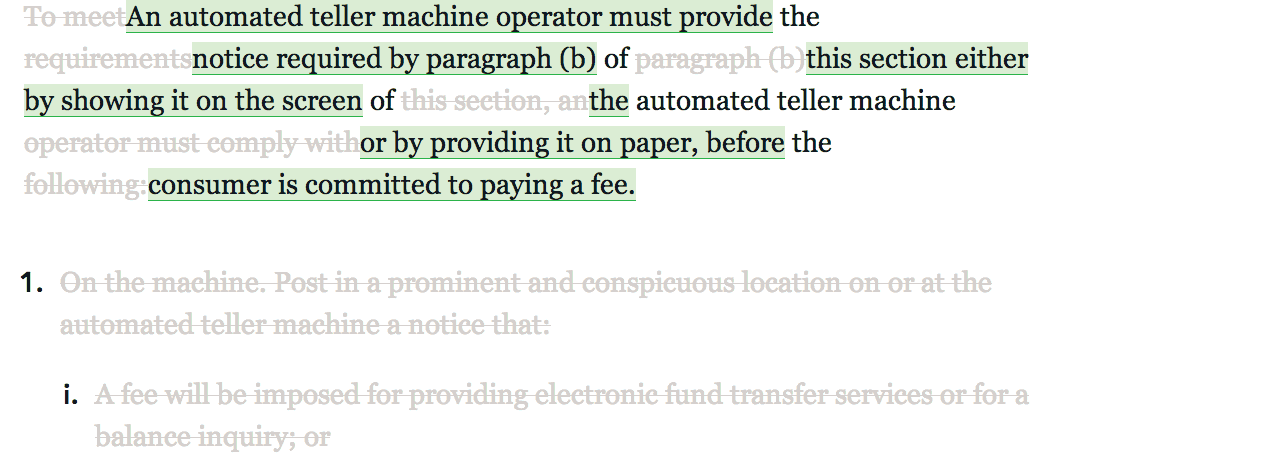 To meetAn automated teller machine operator must provide the
requirementsnotice required by paragraph (b) of paragraph (b)this section either
by showing it on the screen of this section, anthe automated teller machine
operator must comply withor by providing it on paper, before the
following:consumer is committed to paying a fee.
1. On the machine. Post in a prominent and conspicuous location on or at the
automated teller machine a notice that:
i. A fee will be imposed for providing electronic fund transfer services or for a
balance inquiry; or